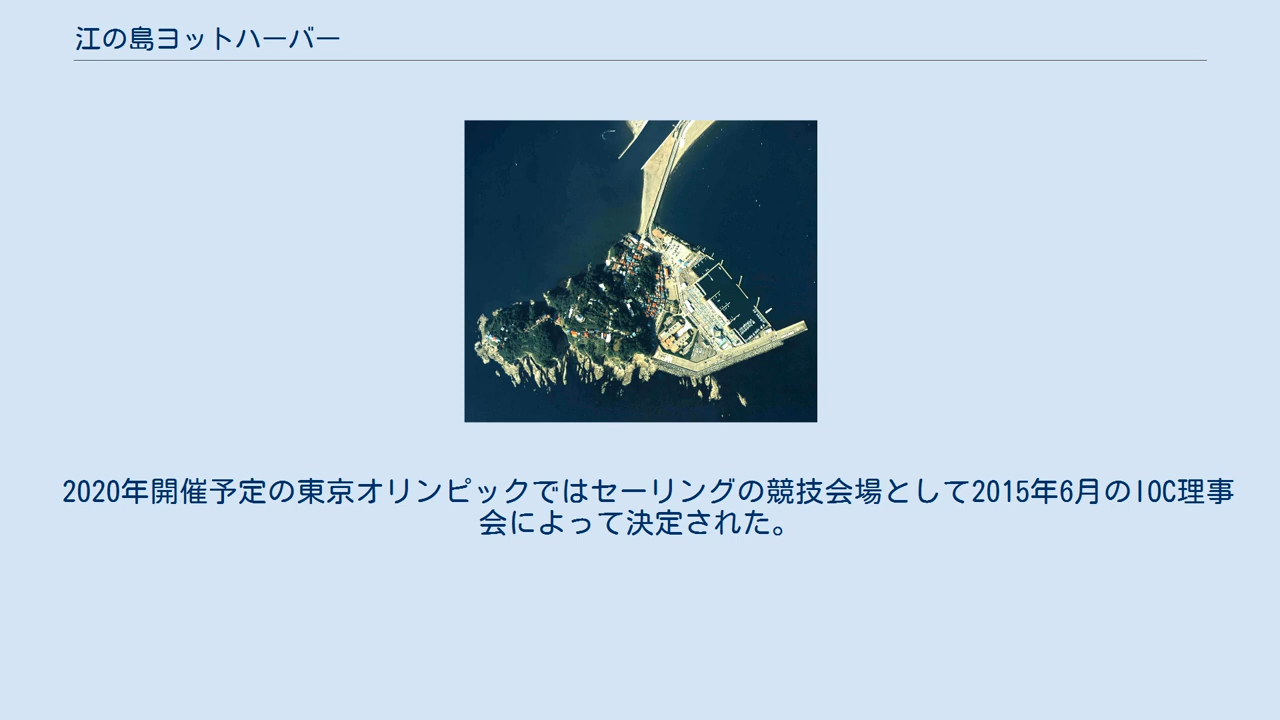 江の島ヨットハーバー
2020年開催予定の東京オリンピックではセーリングの競技会場として2015年6月のIOC理事
会によって決定された。